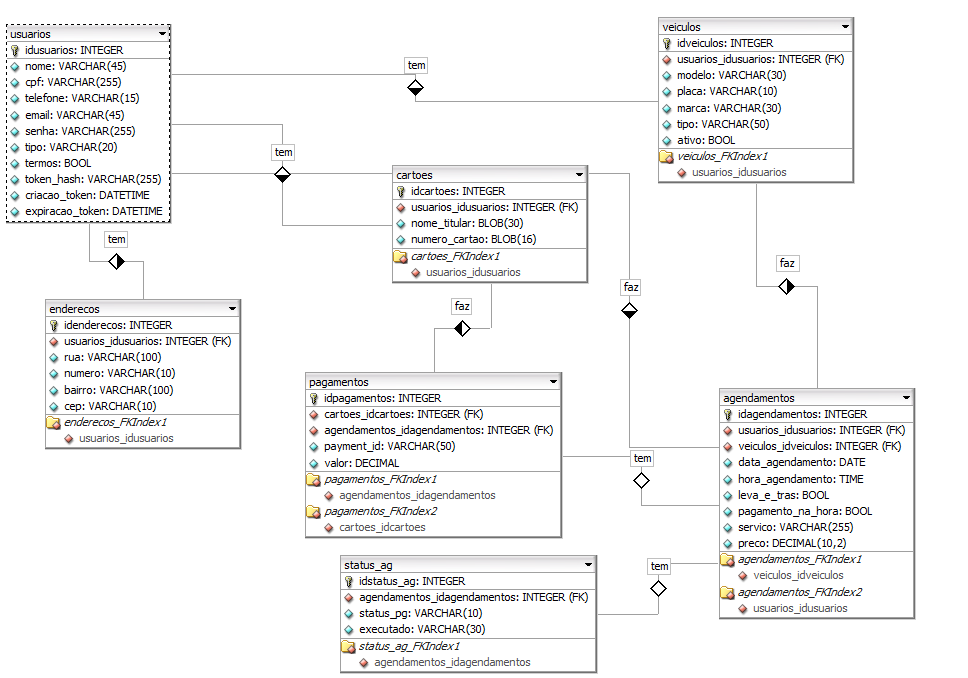 usuarios
idusuarios: INTEGER
nome: VARCHAR(45)
cpf: VARCHAR(255)
telefone: VARCHAR(15)
email: VARCHAR(45)
senha: VARCHAR(255)
tipo: VARCHAR(20)
termos: BOOL
token_hash: VARCHAR(255)
criacao_token: DATETIME
expiracao_token: DATETIME
tem
veiculos
idveiculos: INTEGER
usuarios_idusuarios: INTEGER (FK)
modelo: VARCHAR(30)
placa: VARCHAR(10)
marca: VARCHAR(30)
tipo: VARCHAR(50)
ativo: BOOL
veiculos_FKIndex1
usuarios_idusuarios
tem
cartoes
idcartoes: INTEGER
usuarios_idusuarios: INTEGER (FK)
nome_titular: BLOB(30)
numero_cartao: BLOB(16)
cartoes_FKIndex1
usuarios_idusuarios
tem
enderecos
idenderecos: INTEGER
usuarios_idusuarios: INTEGER (FK)
rua: VARCHAR(100)
numero: VARCHAR(10)
bairro: VARCHAR(100)
cep: VARCHAR(10)
enderecos_FKIndex1
usuarios_idusuarios
faz
faz
faz
pagamentos
idpagamentos: INTEGER
cartoes_idcartoes: INTEGER (FK)
agendamentos_idagendamentos: INTEGER (FK)
payment_id: VARCHAR(50)
valor: DECIMAL
pagamentos_FKIndex1
agendamentos_idagendamentos
pagamentos_FKIndex2
cartoes_idcartoes
tem
agendamentos
idagendamentos: INTEGER
usuarios_idusuarios: INTEGER (FK)
veiculos_idveiculos: INTEGER (FK)
data_agendamento: DATE
hora_agendamento: TIME
leva_e_tras: BOOL
pagamento_na_hora: BOOL
servico: VARCHAR(255)
preco: DECIMAL(10,2)
agendamentos_FKIndex1
veiculos_idveiculos
agendamentos_FKIndex2
usuarios_idusuarios
tem
status_ag
idstatus_ag: INTEGER
agendamentos_idagendamentos: INTEGER (FK)
status_pg: VARCHAR(10)
executado: VARCHAR(30)
status_ag_FKIndex1
agendamentos_idagendamentos